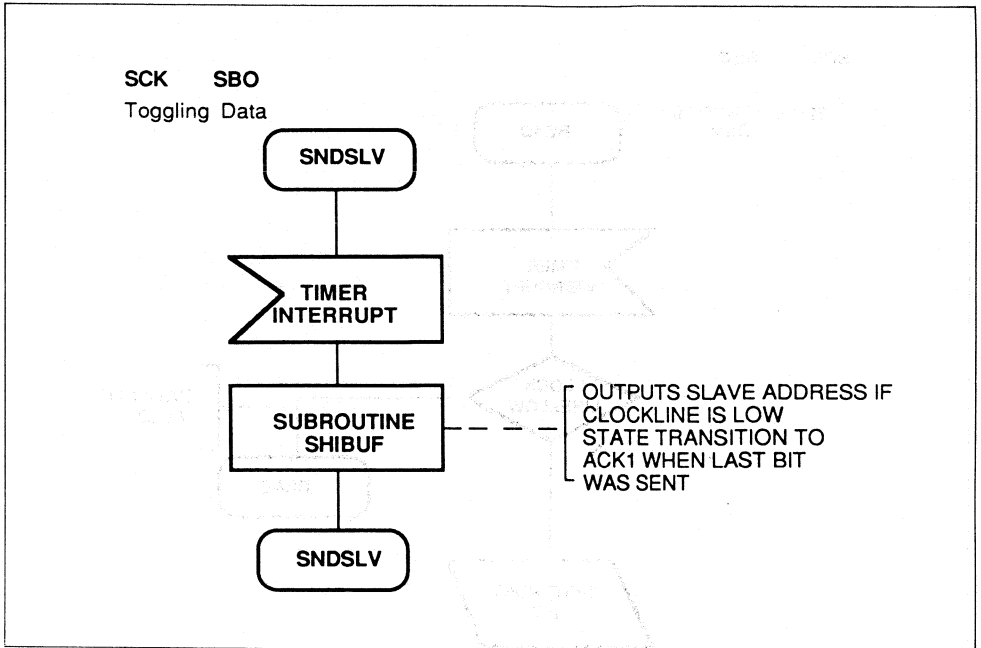 SCK SBO
Toggling Data
SNDSLV
TIMER
INTERRUPT
SUBROUTINE
SHIBUF
OUTPUTS SLAVE ADDRESS IF
CLOCKLINE IS LOW
STATE TRANSITION TO
ACK1 WHEN LAST BIT
WAS SENT
SNDSLV